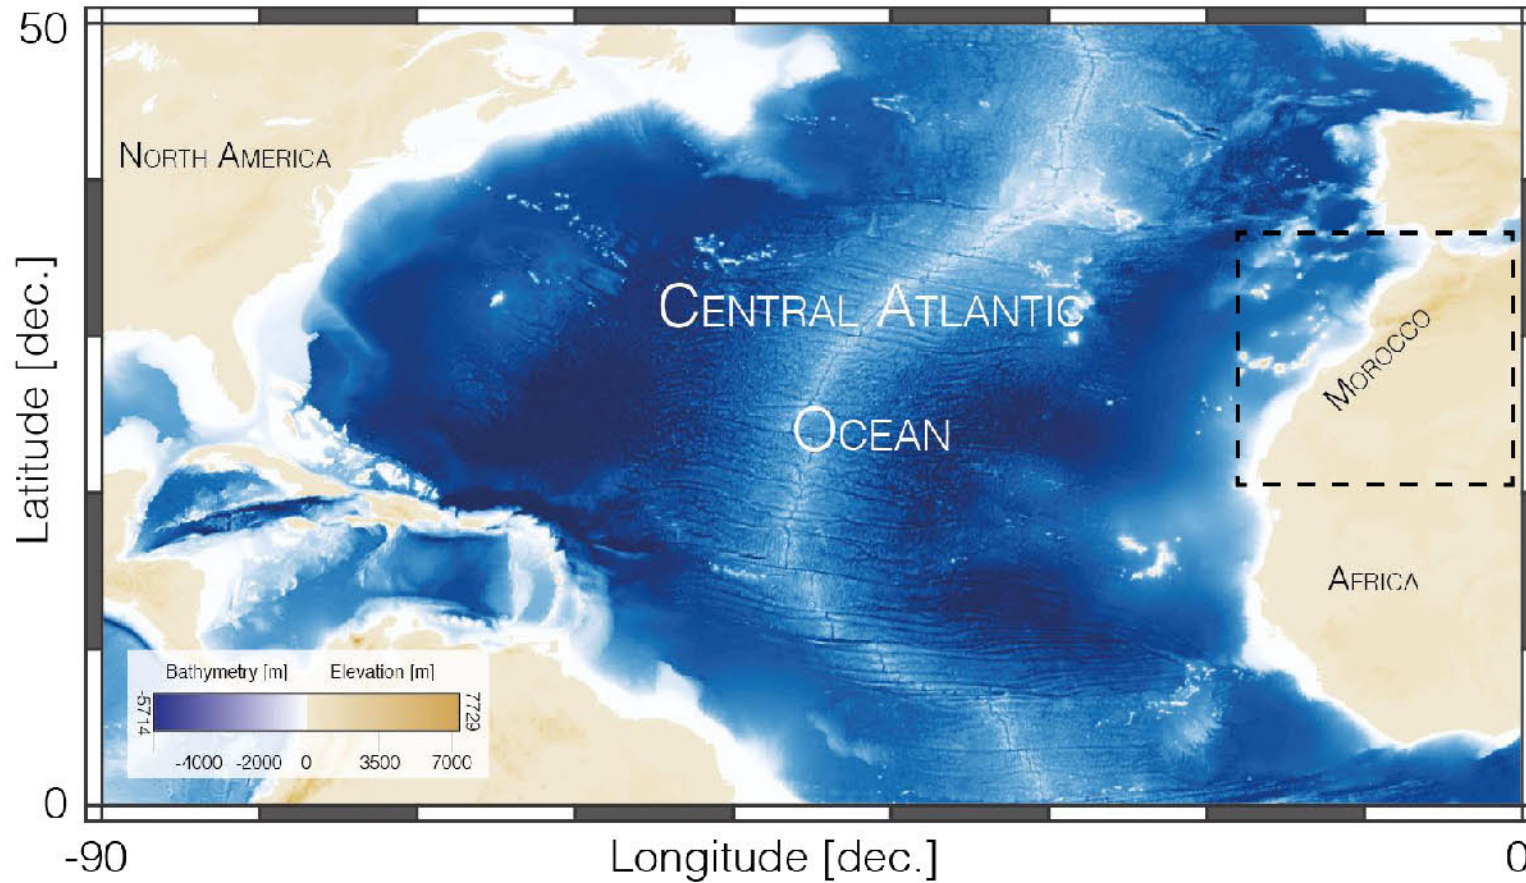 50
NORTH AMERICA
CENTRAL ATLANTIC
OCEAN
MOROCCO
AFRICA
Latitude [dec.]
Bathymetry [m] Elevation [m]
-5714 7729
-4000 -2000 0 3500 7000
0
-90 Longitude [dec.] 0